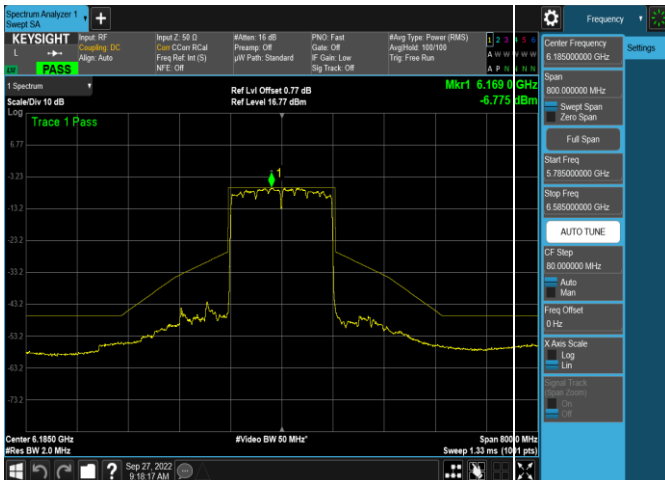 Spectrum Analyzer 1
Swept SA
Frequency
KEYSIGHT
L
LV
PASS
Input: RF
Coupling: DC
Align: Auto
Input Z: 50 Ω
Corr CCorr RCal
Freq Ref: Int (S)
NFE: Off
#Atten: 16 dB
Preamp: Off
µW Path: Standard
PNO: Fast
Gate: Off
IF Gain: Low
Sig Track: Off
#Avg Type: Power (RMS)
Avg|Hold: 100/100
Trig: Free Run
1 2 3 4 5 6
A W W W W W
A P N N N N
Settings
1 Spectrum
Scale/Div 10 dB
Ref Lvl Offset 0.77 dB
Ref Level 16.77 dBm
Mkr1 6.169 0 GHz
-6.775 dBm
Log
Trace 1 Pass
6.77
-3.23
-13.2
-23.2
-33.2
-43.2
-53.2
-63.2
-73.2
1
Center 6.1850 GHz
#Res BW 2.0 MHz
#Video BW 50 MHz*
Span 800.0 MHz
Sweep 1.33 ms (1001 pts)
Center Frequency
6.185000000 GHz
Span
800.000000 MHz
Swept Span
Zero Span
Full Span
Start Freq
5.785000000 GHz
Stop Freq
6.585000000 GHz
AUTO TUNE
CF Step
80.000000 MHz
Auto
Man
Freq Offset
0 Hz
X Axis Scale
Log
Lin
Signal Track
(Span Zoom)
On
Off
?
Sep 27, 2022
9:18:17 AM